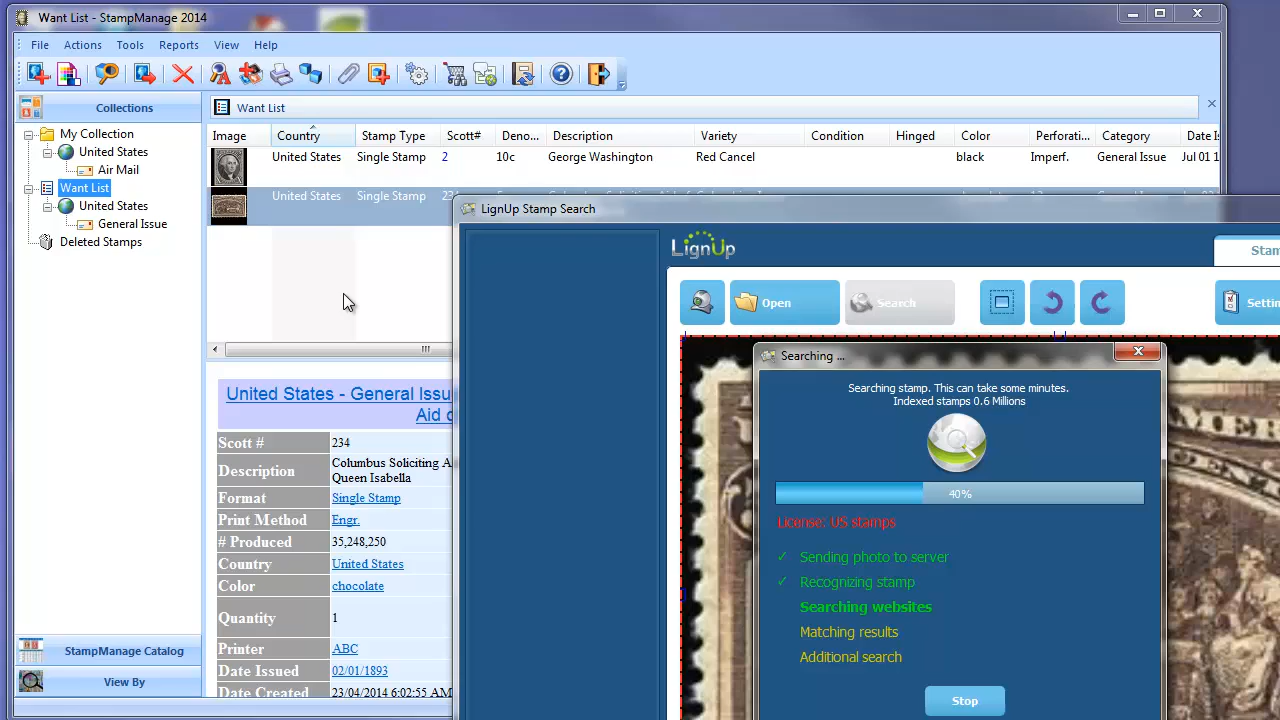 Want List - StampManage 2014
File Actions Tools Reports View Help
Collections
Want List
My Collection
United States
Air Mail
Want List
United States
General Issue
Deleted Stamps
StampManage Catalog
View By
Image Country Stamp Type Scott# Deno... Description Variety Condition Hinged Color Perforati... Category Date Is
United States Single Stamp 2 10c George Washington Red Cancel black Imperf. General Issue Jul 01 1
United States Single Stamp
United States - General Issu
Aid o
Scott # 234
Description Columbus Soliciting A
Queen Isabella
Format Single Stamp
Print Method Engr.
# Produced 35,248,250
Country United States
Color chocolate
Quantity 1
Printer ABC
Date Issued 02/01/1893
Date Created 23/04/2014 6:02:55 AM
LignUp Stamp Search
LignUp
Stam
Open Search Settin
Searching ...
Searching stamp. This can take some minutes.
Indexed stamps 0.6 Millions
40%
License: US stamps
✓ Sending photo to server
✓ Recognizing stamp
Searching websites
Matching results
Additional search
Stop